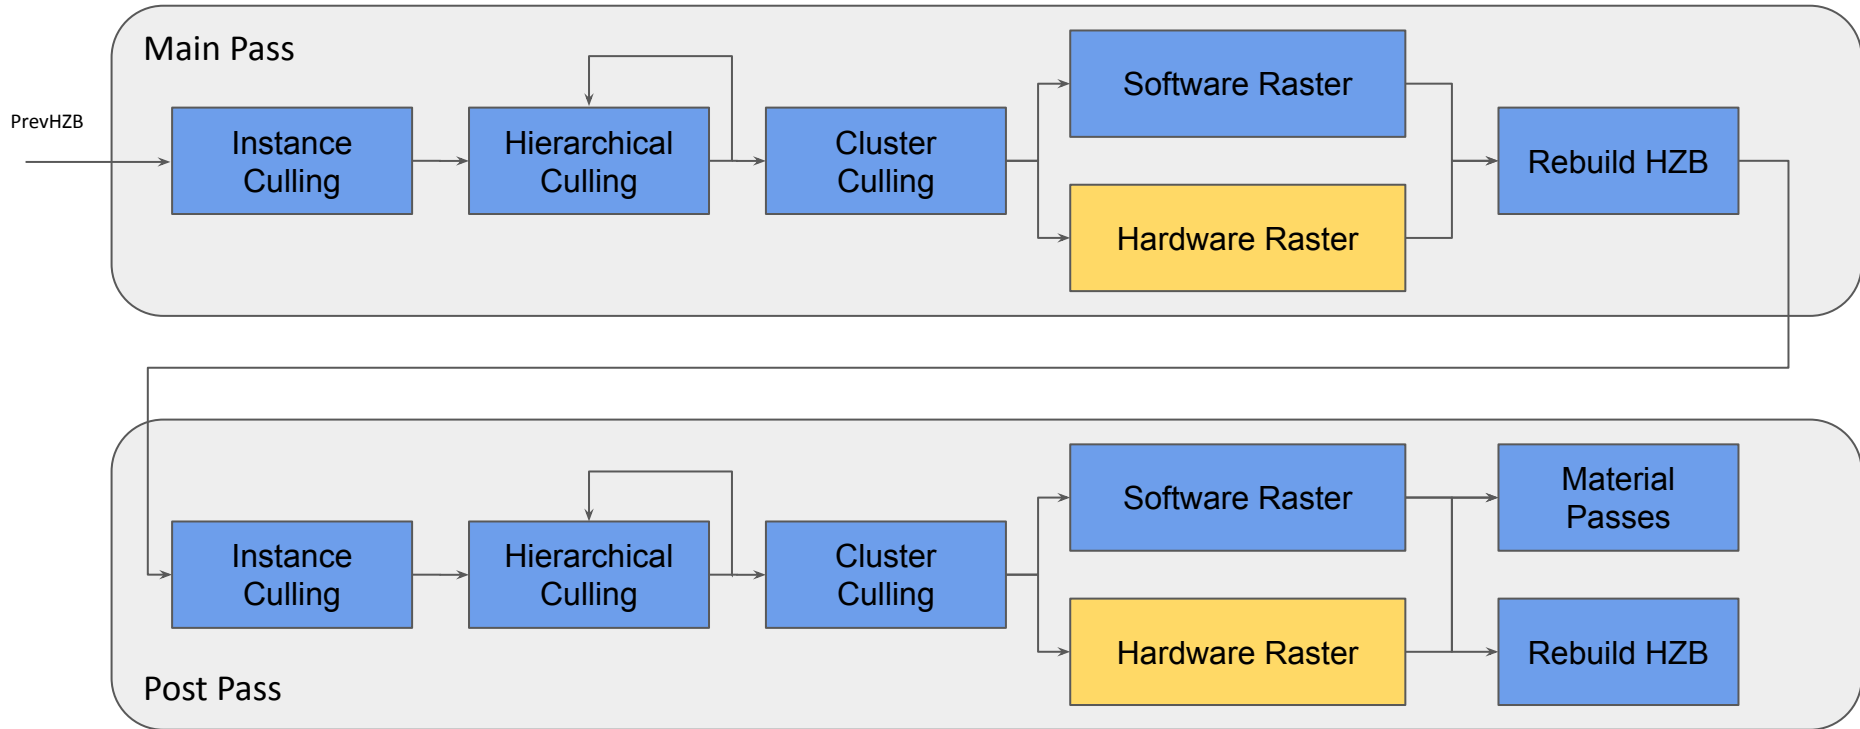 Main Pass
PrevHZB
Instance
Culling
Hierarchical
Culling
Cluster
Culling
Software Raster
Hardware Raster
Rebuild HZB
Instance
Culling
Hierarchical
Culling
Cluster
Culling
Software Raster
Hardware Raster
Material
Passes
Rebuild HZB
Post Pass